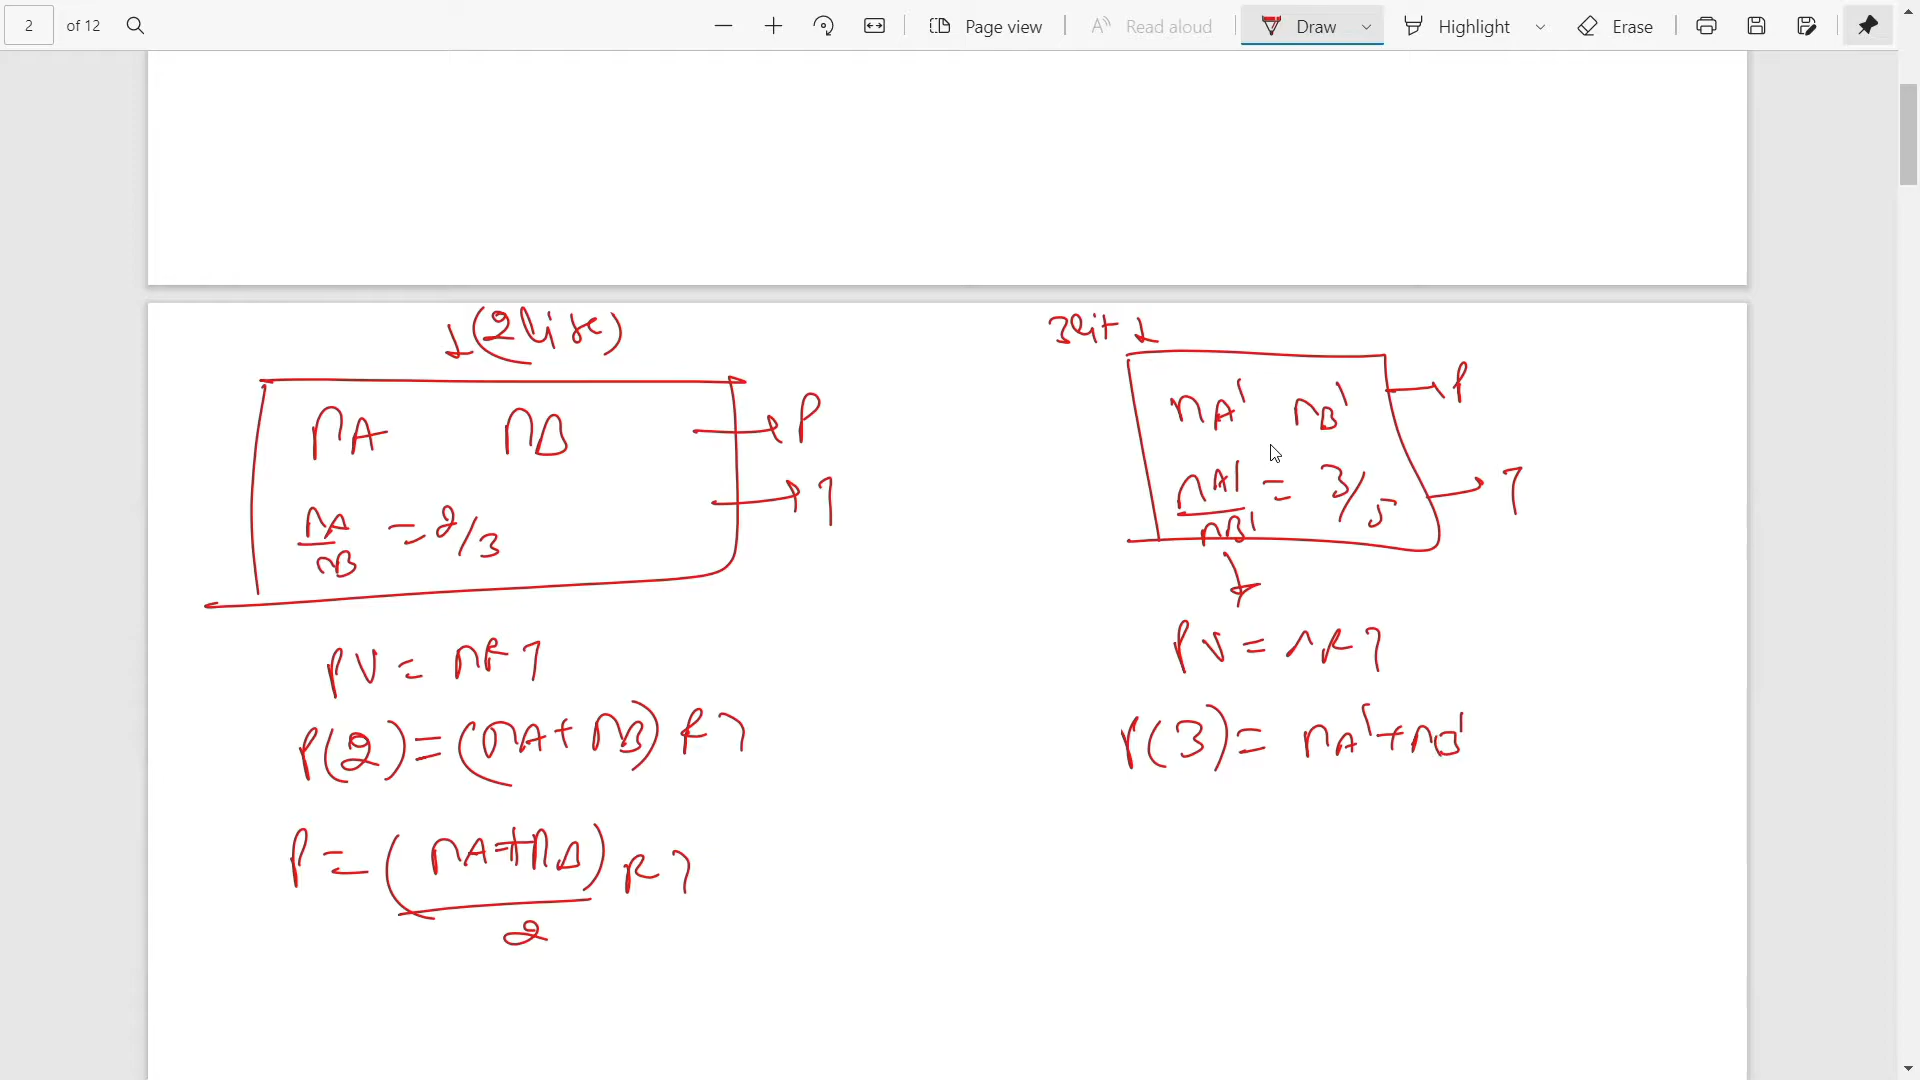 2 of 12 Page view Read aloud Draw Highlight Erase
(2 litre)
nA nB → P
→ T
nA/nB = 2/3
PV = nRT
P(2) = (nA + nB) RT
P = (nA + nB)/2 RT
3 lit
nA' nB' → P
nA'/nB' = 3/5 → T
PV = nRT
P(3) = nA' + nB'